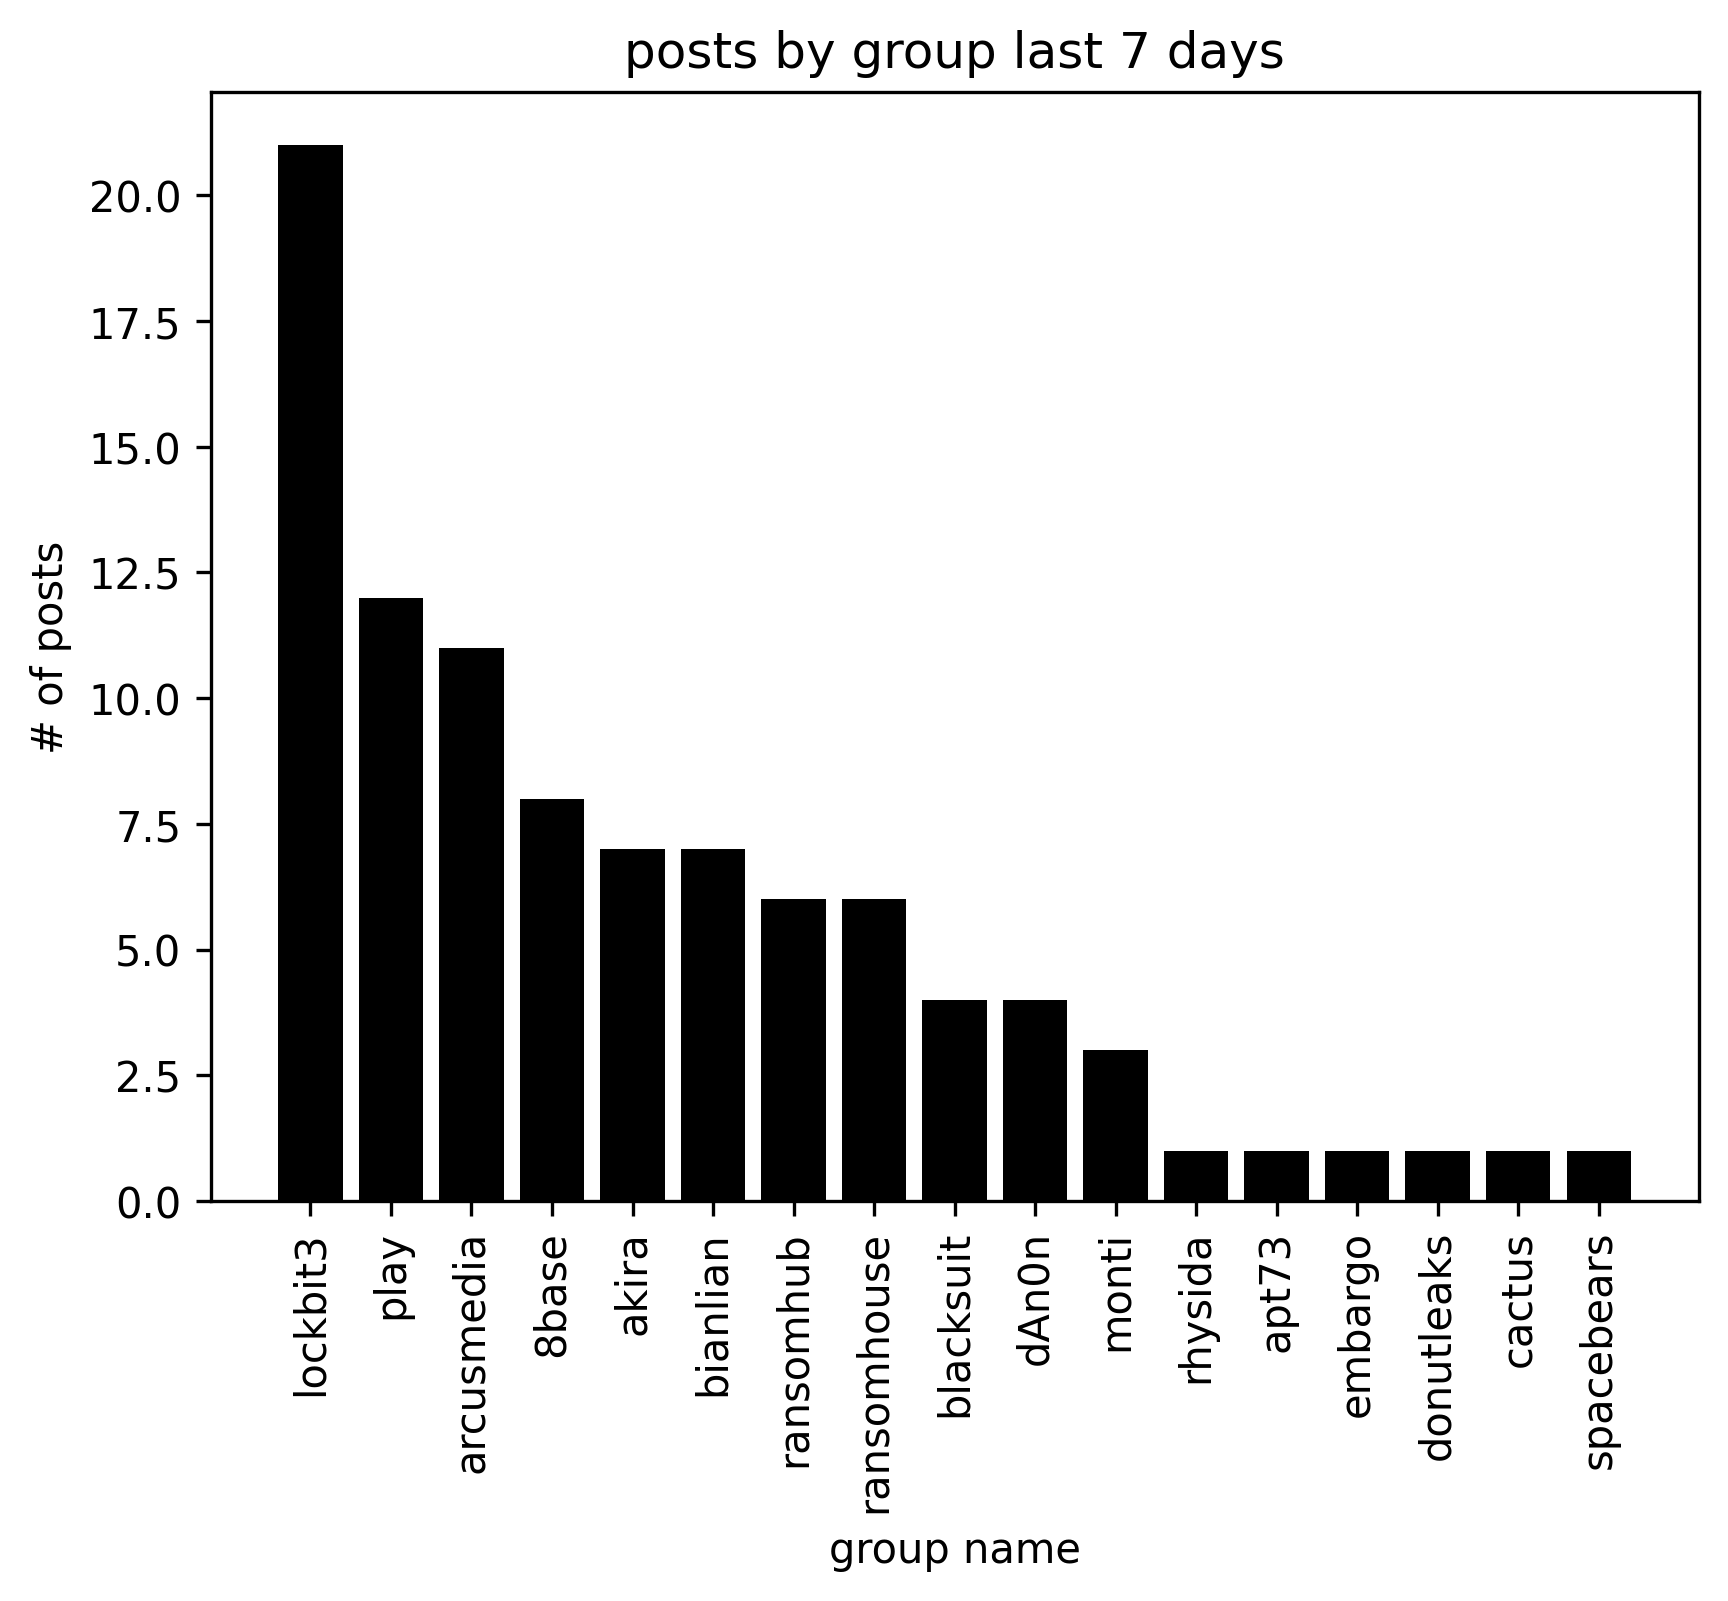 posts by group last 7 days
# of posts
20.0
17.5
15.0
12.5
10.0
7.5
5.0
2.5
0.0
lockbit3
play
arcusmedia
8base
akira
bianlian
ransomhub
ransomhouse
blacksuit
dAn0n
monti
rhysida
apt73
embargo
donutleaks
cactus
spacebears
group name